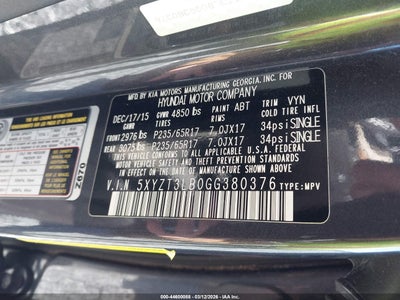 MFD BY KIA MOTORS MANUFACTURING GEORGIA, INC. FOR
HYUNDAI MOTOR COMPANY
DEC/17/15 GVWR 4850 lbs PAINT ABT TRIM VYN
GAWR TIRES RIMS COLD TIRE INFL
FRONT 2976 lbs P235/65R17 7.0JX17 34psi SINGLE
REAR 3075 lbs P235/65R17 7.0JX17 34psi SINGLE
THIS VEHICLE CONFORMS TO ALL APPLICABLE U.S.A FEDERAL
MOTOR VEHICLE SAFETY, BUMPER, AND THEFT PREVENTION STANDARDS
IN EFFECT ON THE DATE OF MANUFACTURE SHOWN ABOVE.
V.I.N 5XYZT3LB0GG380376 TYPE:MPV
Z670
000-44600088 - 03/12/2026 - IAA Inc.